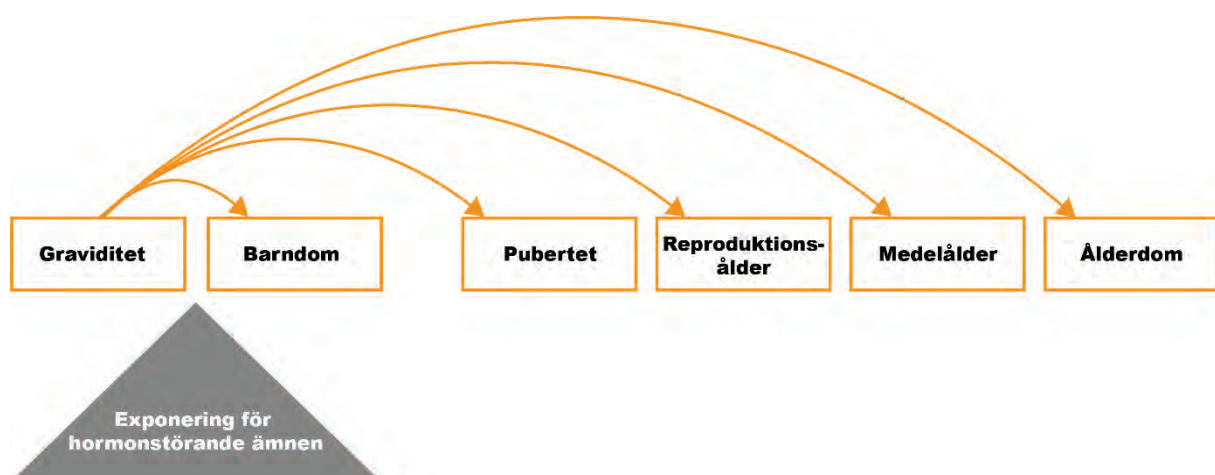 Graviditet
Barndom
Pubertet
Reproduktions-
ålder
Medelålder
Ålderdom
Exponering för
hormonstörande ämnen